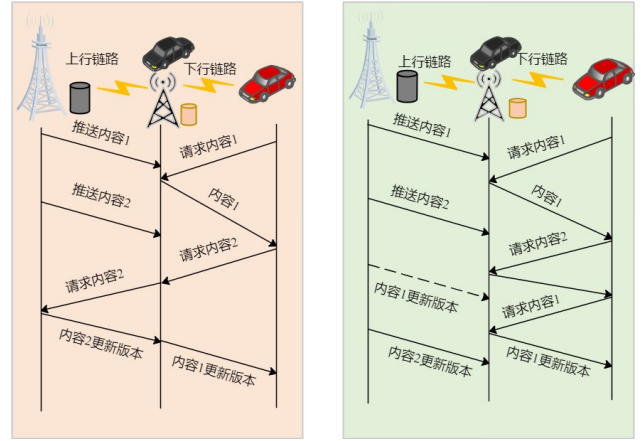 上行链路
下行链路
推送内容1
请求内容1
内容1
推送内容2
请求内容2
请求内容2
内容2更新版本
内容1更新版本
上行链路
下行链路
推送内容1
请求内容1
内容1
推送内容2
请求内容2
内容1更新版本
请求内容1
内容2更新版本
内容1更新版本